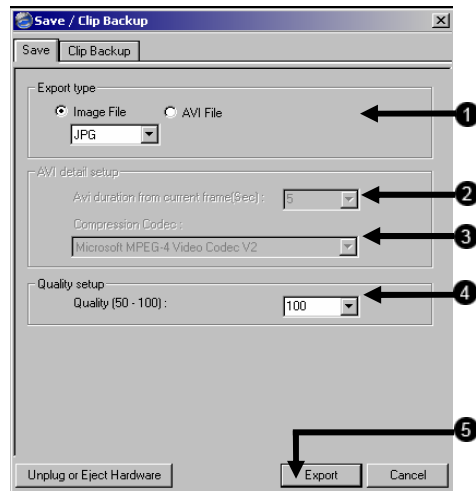 Save / Clip Backup
Save Clip Backup
Export type
Image File AVI File
1
JPG
AVI detail setup
Avi duration from current frame(Sec) : 5
2
Compression Codec :
3
Microsoft MPEG-4 Video Codec V2
Quality setup
4
Quality (50 - 100) : 100
5
Unplug or Eject Hardware Export Cancel